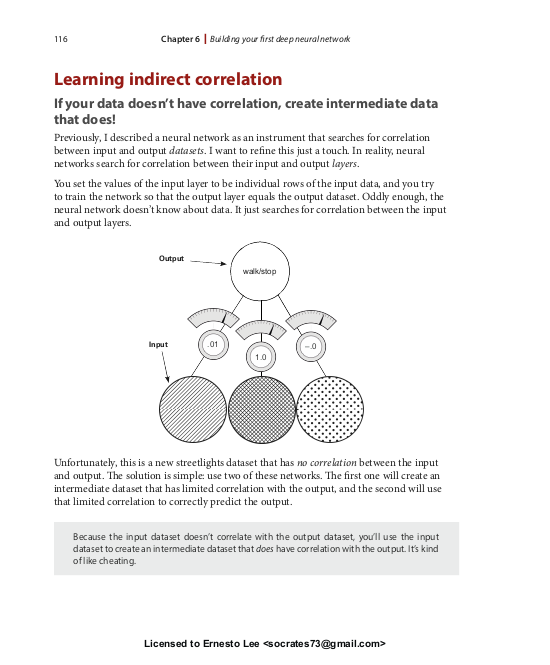 116
Chapter 6 | Building your first deep neural network
Learning indirect correlation
If your data doesn't have correlation, create intermediate data
that does!
Previously, I described a neural network as an instrument that searches for correlation
between input and output datasets. I want to refine this just a touch. In reality, neural
networks search for correlation between their input and output layers.
You set the values of the input layer to be individual rows of the input data, and you try
to train the network so that the output layer equals the output dataset. Oddly enough, the
neural network doesn't know about data. It just searches for correlation between the input
and output layers.
Output
walk/stop
Input
.01
1.0
–.0
Unfortunately, this is a new streetlights dataset that has no correlation between the input
and output. The solution is simple: use two of these networks. The first one will create an
intermediate dataset that has limited correlation with the output, and the second will use
that limited correlation to correctly predict the output.
Because the input dataset doesn't correlate with the output dataset, you'll use the input
dataset to create an intermediate dataset that does have correlation with the output. It's kind
of like cheating.
Licensed to Ernesto Lee <socrates73@gmail.com>